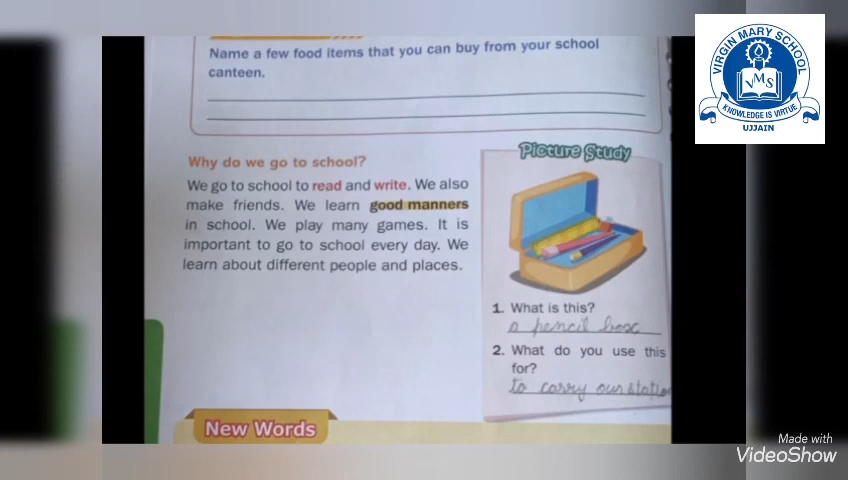 Name a few food items that you can buy from your school
canteen.
Why do we go to school?
We go to school to read and write. We also
make friends. We learn good manners
in school. We play many games. It is
important to go to school every day. We
learn about different people and places.
Picture Study
1. What is this?
a pencil box
2. What do you use this
for?
to carry our statio
New Words
VIRGIN MARY SCHOOL
VMS
KNOWLEDGE IS VIRTUE
UJJAIN
Made with
VideoShow